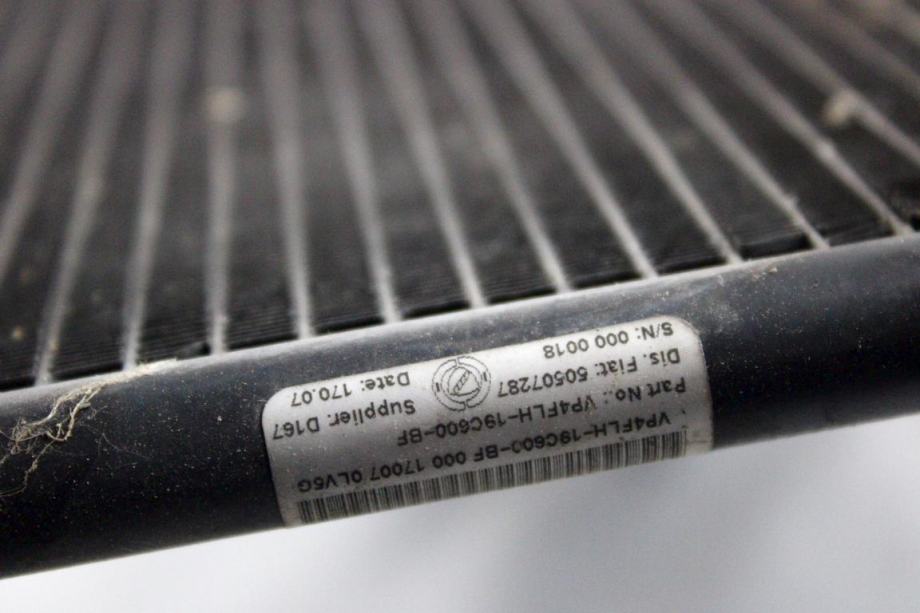 VP4FLH-19C600-BF 000 17007 0LV5G
Part No.: VP4FLH-19C600-BF
Dis. Fiat: 50507287 Supplier. D167
S/N: 000 0018 Date: 170.07